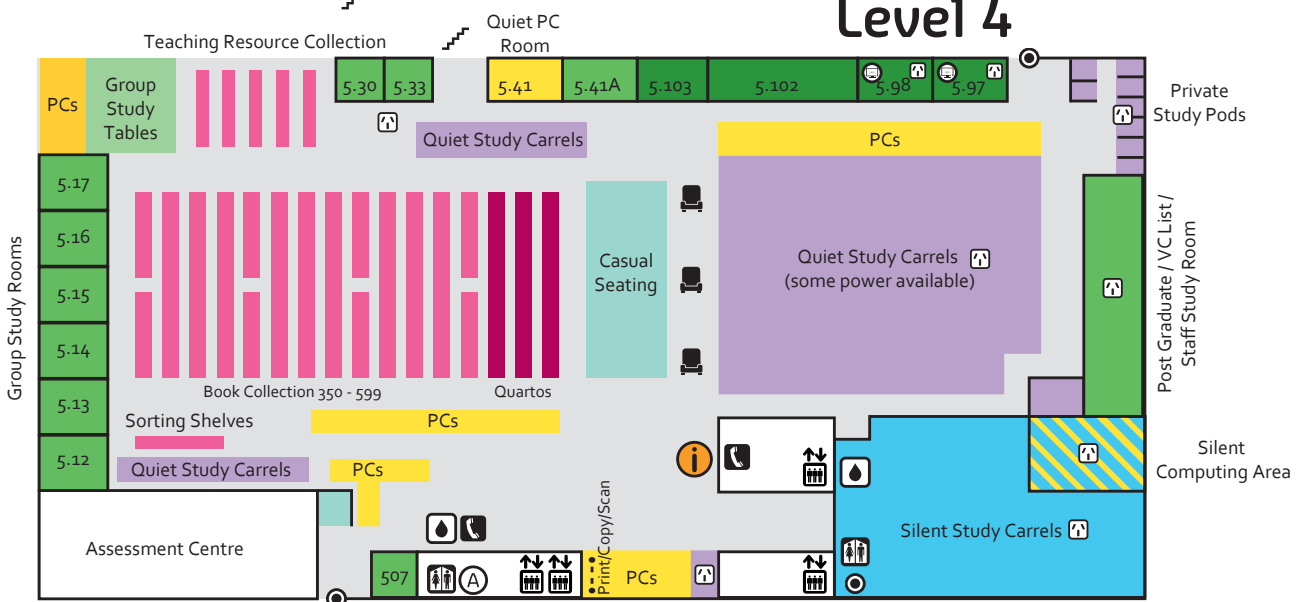 Level 4
Quiet PC
Room
Teaching Resource Collection
PCs
Group
Study
Tables
5.30
5.33
5.41
5.41A
5.103
5.102
5.98
5.97
Private
Study Pods
Quiet Study Carrels
PCs
5.17
5.16
5.15
5.14
5.13
5.12
Group Study Rooms
Casual
Seating
Quiet Study Carrels
(some power available)
Post Graduate / VC List /
Staff Study Room
Book Collection 350 - 599
Quartos
Sorting Shelves
PCs
Quiet Study Carrels
PCs
i
Silent
Computing Area
Silent Study Carrels
Assessment Centre
507
A
Print/Copy/Scan
PCs